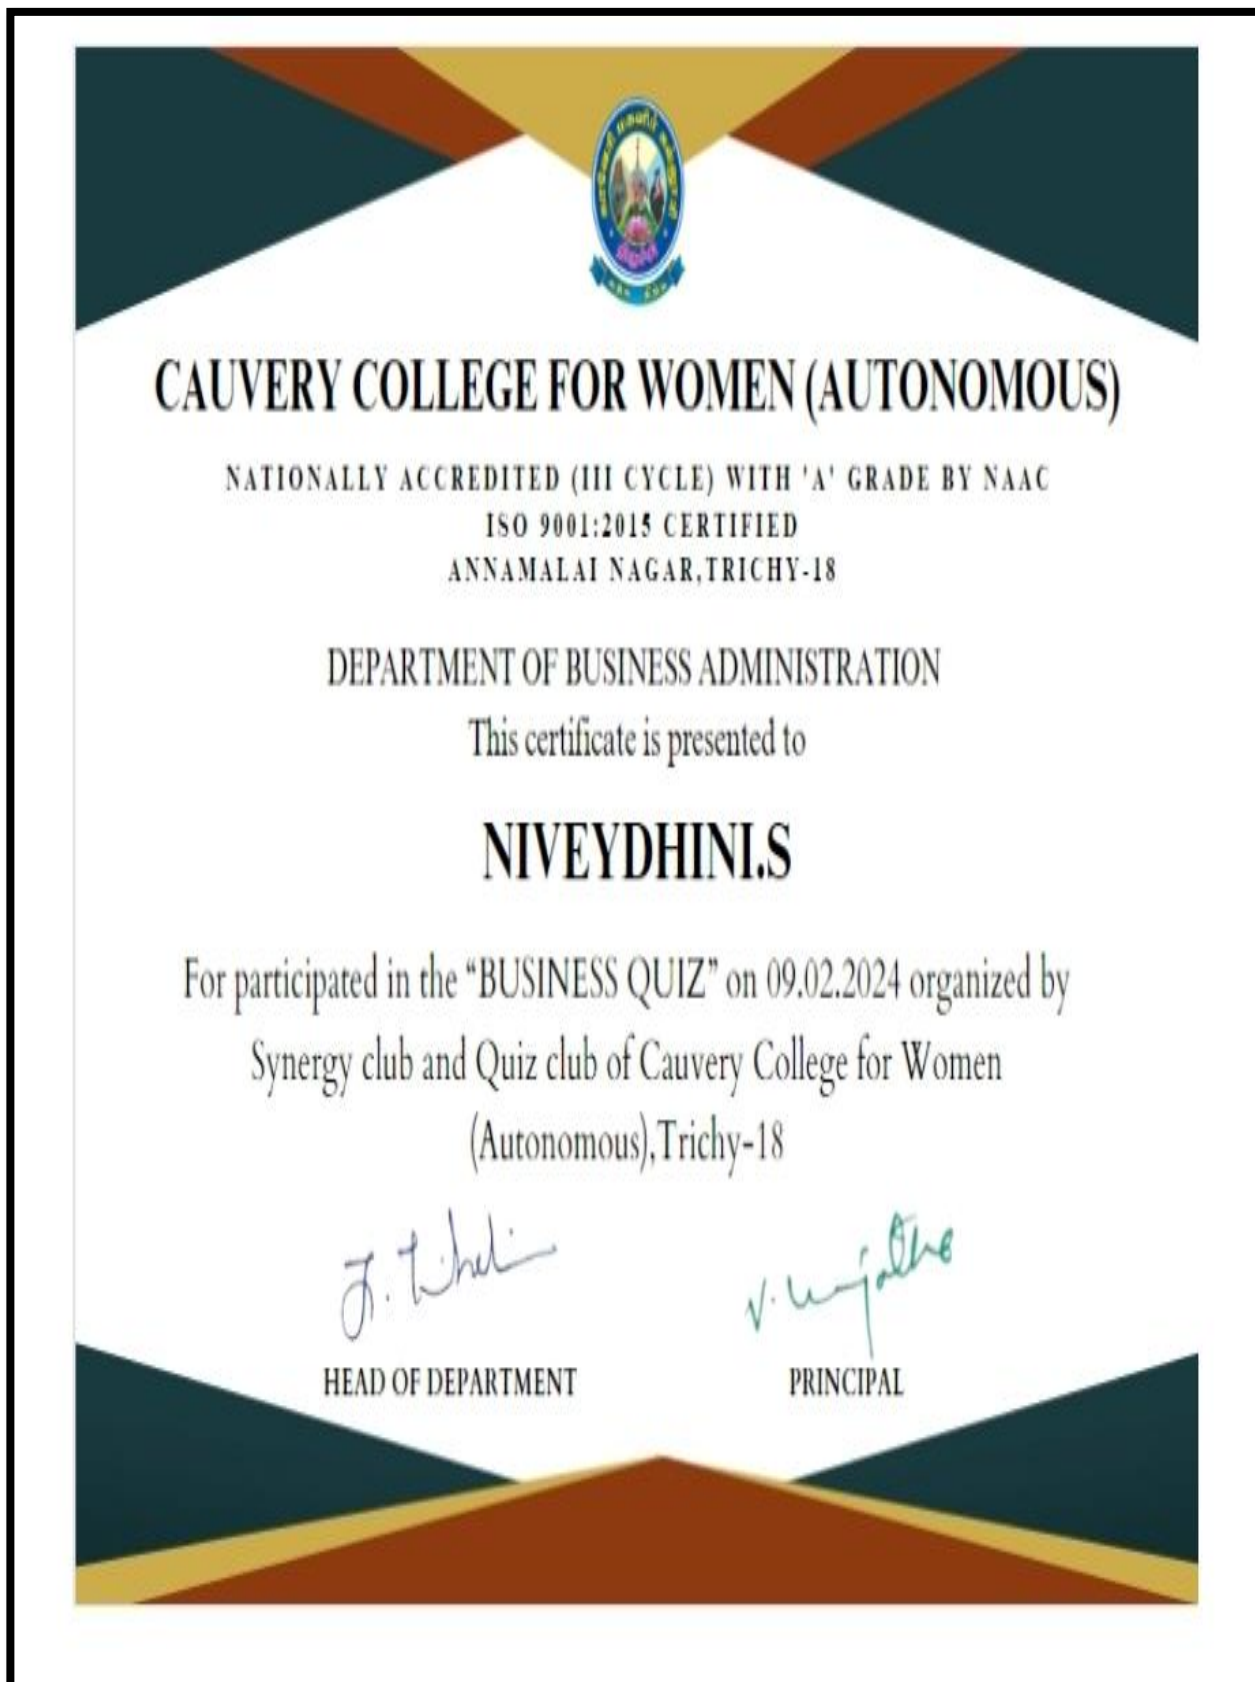 காவேரி மகளிர் கல்லூரி
திருச்சி
CAUVERY COLLEGE FOR WOMEN (AUTONOMOUS)
NATIONALLY ACCREDITED (III CYCLE) WITH 'A' GRADE BY NAAC
ISO 9001:2015 CERTIFIED
ANNAMALAI NAGAR,TRICHY-18
DEPARTMENT OF BUSINESS ADMINISTRATION
This certificate is presented to
NIVEYDHINI.S
For participated in the “BUSINESS QUIZ” on 09.02.2024 organized by
Synergy club and Quiz club of Cauvery College for Women
(Autonomous),Trichy-18
HEAD OF DEPARTMENT
PRINCIPAL